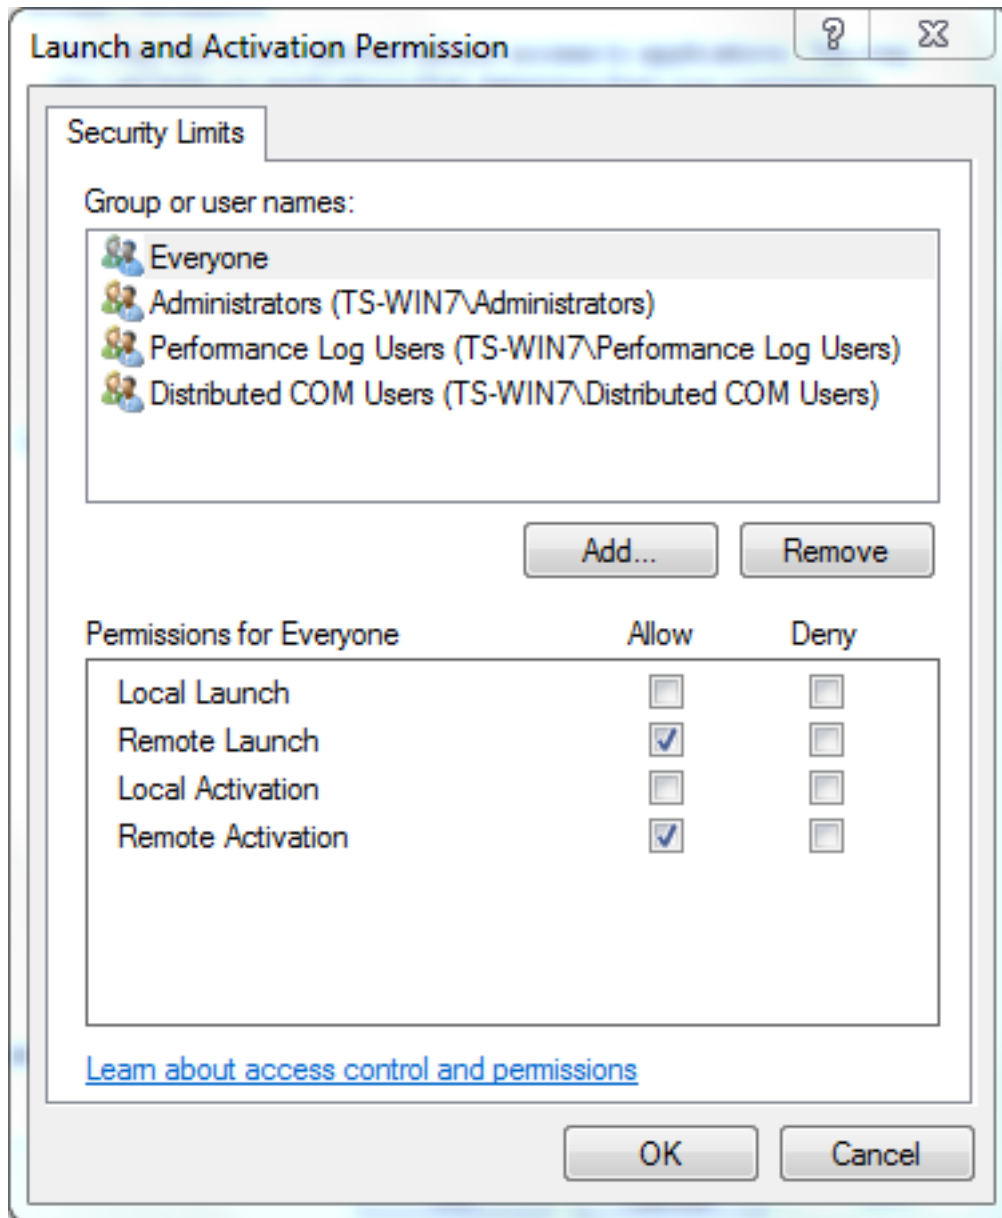 Launch and Activation Permission
Security Limits
Group or user names:
Everyone
Administrators (TS-WIN7\Administrators)
Performance Log Users (TS-WIN7\Performance Log Users)
Distributed COM Users (TS-WIN7\Distributed COM Users)
Add... Remove
Permissions for Everyone Allow Deny
Local Launch
Remote Launch
Local Activation
Remote Activation
Learn about access control and permissions
OK Cancel